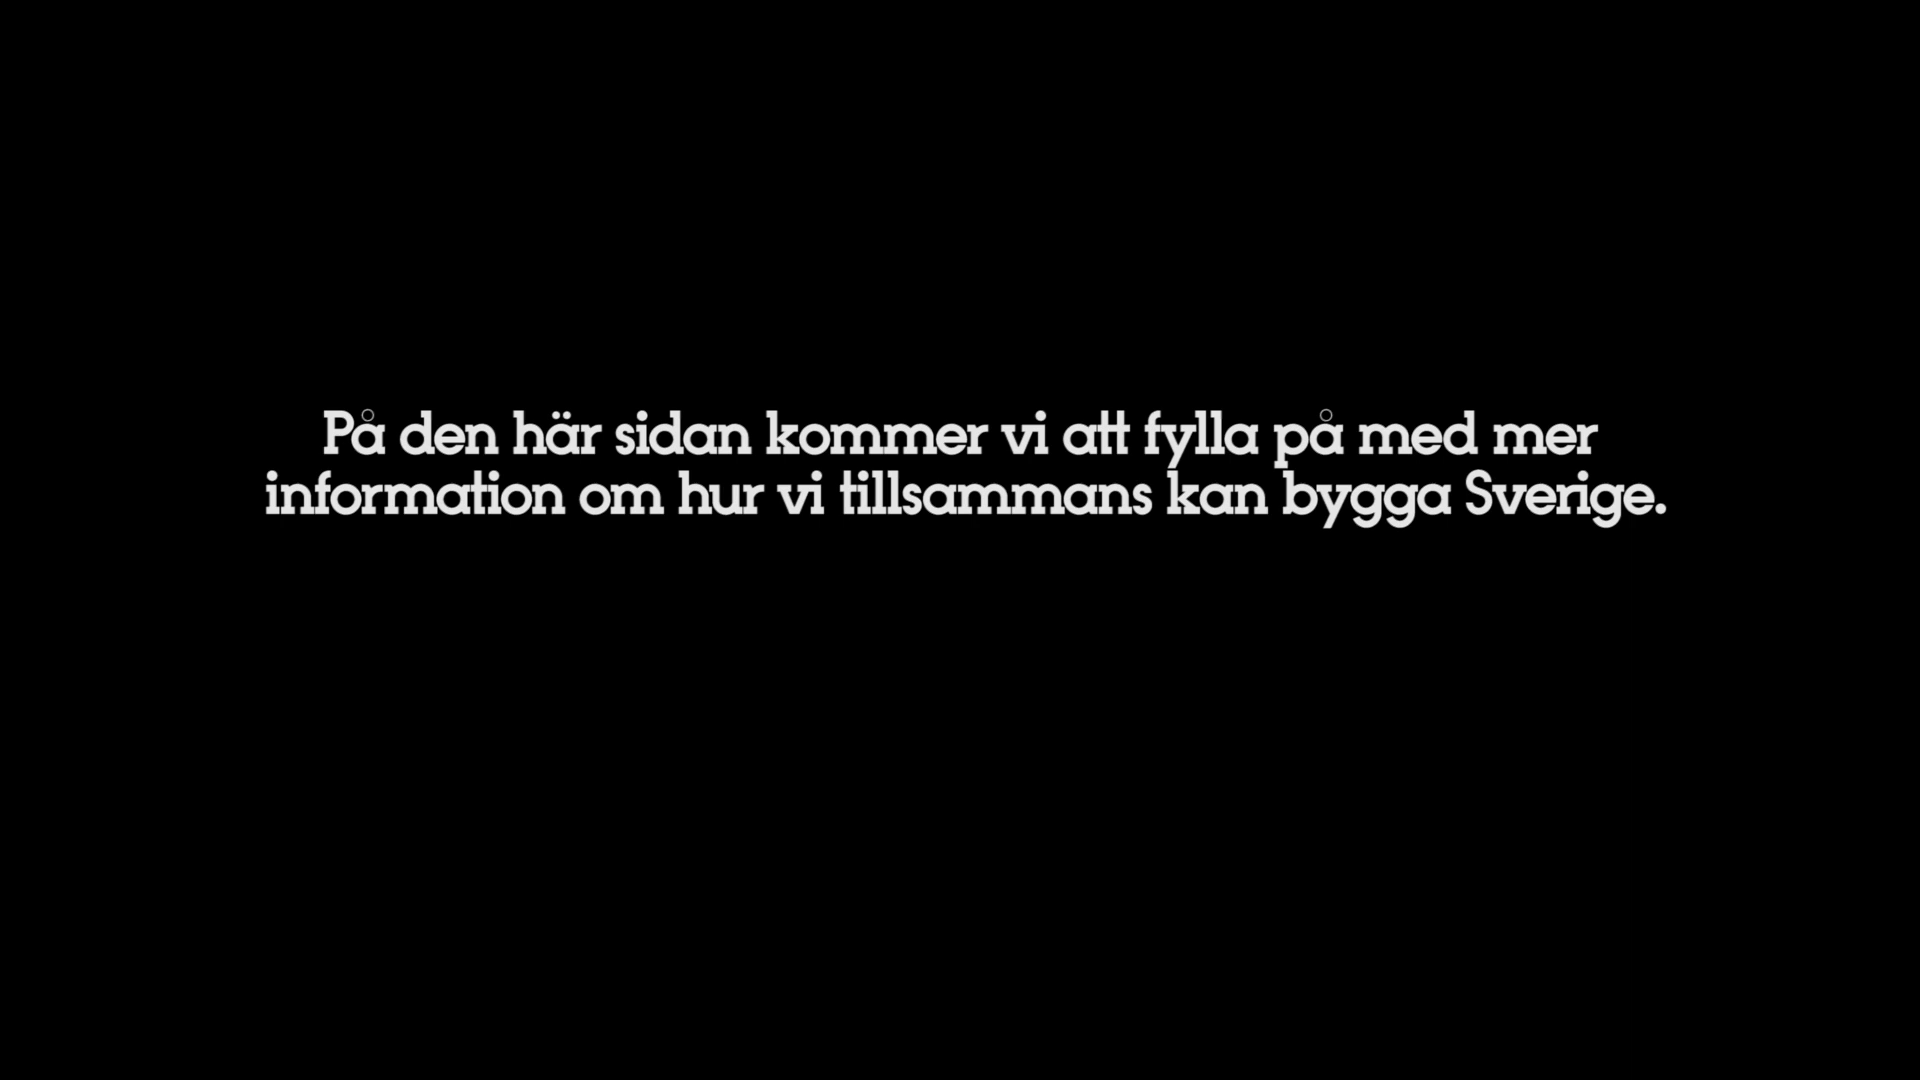 På den här sidan kommer vi att fylla på med mer
information om hur vi tillsammans kan bygga Sverige.